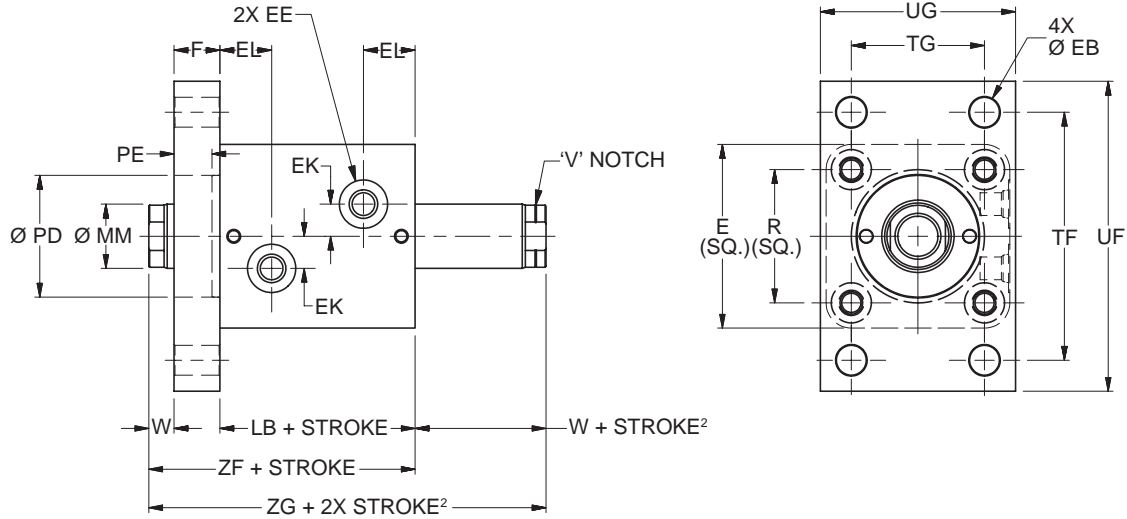 2X EE
F
EL
EL
PE
EK
'V' NOTCH
Ø PD
Ø MM
EK
W
LB + STROKE
W + STROKE²
ZF + STROKE
ZG + 2X STROKE²
UG
TG
4X
Ø EB
E
(SQ.)
R
(SQ.)
TF
UF